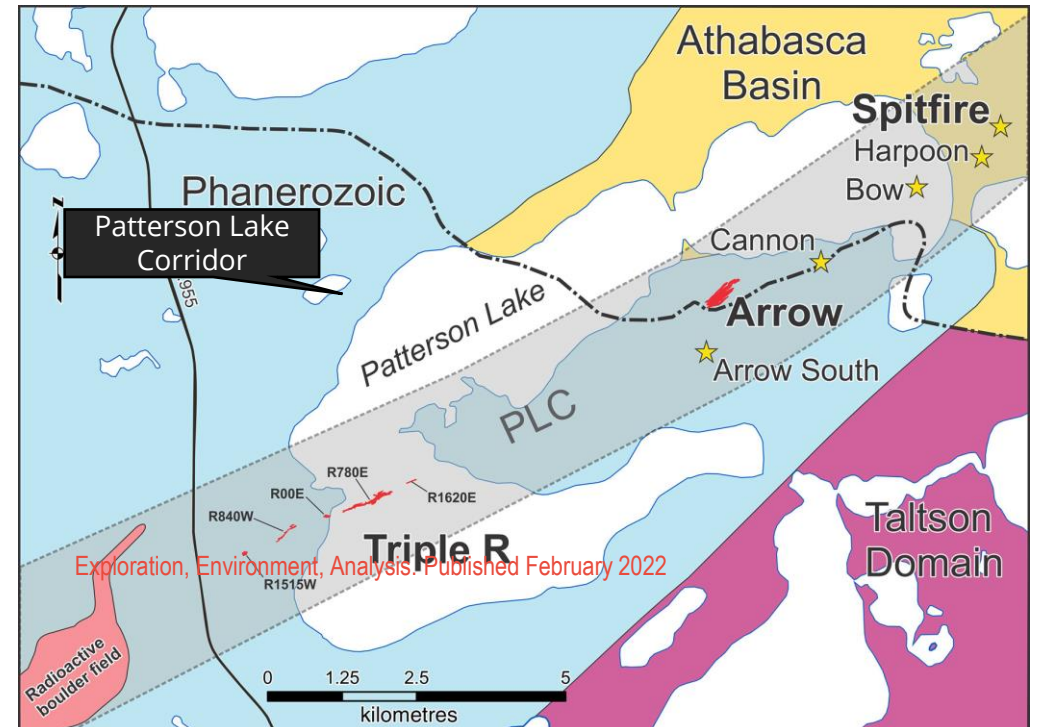 Athabasca
Basin
Spitfire
Harpoon
Bow
Phanerozoic
N
Patterson Lake
Corridor
955
Cannon
Patterson Lake
Arrow
Arrow South
PLC
R780E
R00E
R1620E
R840W
Triple R
Taltson
Domain
Exploration, Environment, Analysis. Published February 2022
R1515W
Radioactive
boulder field
0 1.25 2.5 5
kilometres